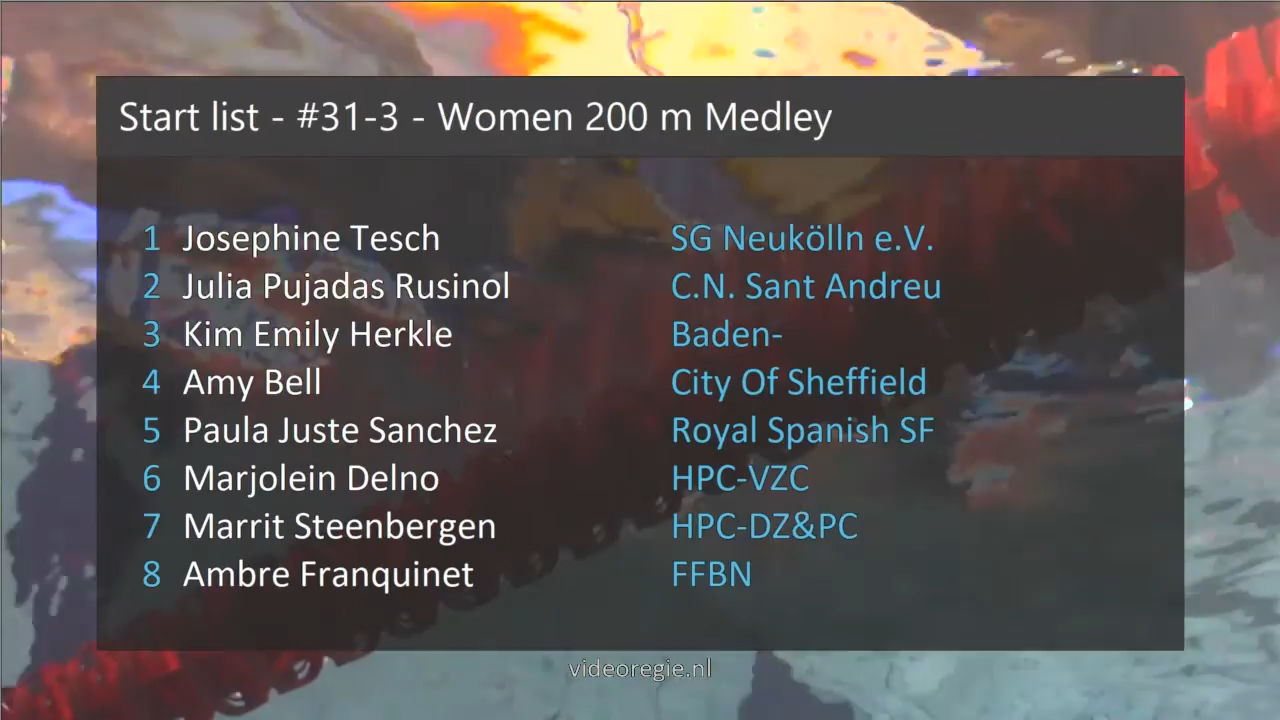 Start list - #31-3 - Women 200 m Medley
1 Josephine Tesch SG Neukölln e.V.
2 Julia Pujadas Rusinol C.N. Sant Andreu
3 Kim Emily Herkle Baden-
4 Amy Bell City Of Sheffield
5 Paula Juste Sanchez Royal Spanish SF
6 Marjolein Delno HPC-VZC
7 Marrit Steenbergen HPC-DZ&PC
8 Ambre Franquinet FFBN
videoregie.nl